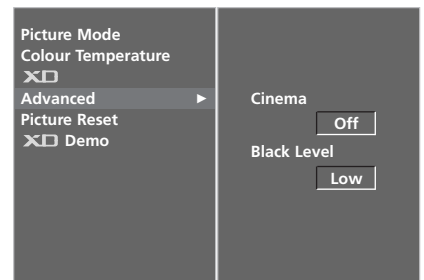 Picture Mode
Colour Temperature
XD
Advanced ►
Picture Reset
XD Demo
Cinema
Off
Black Level
Low